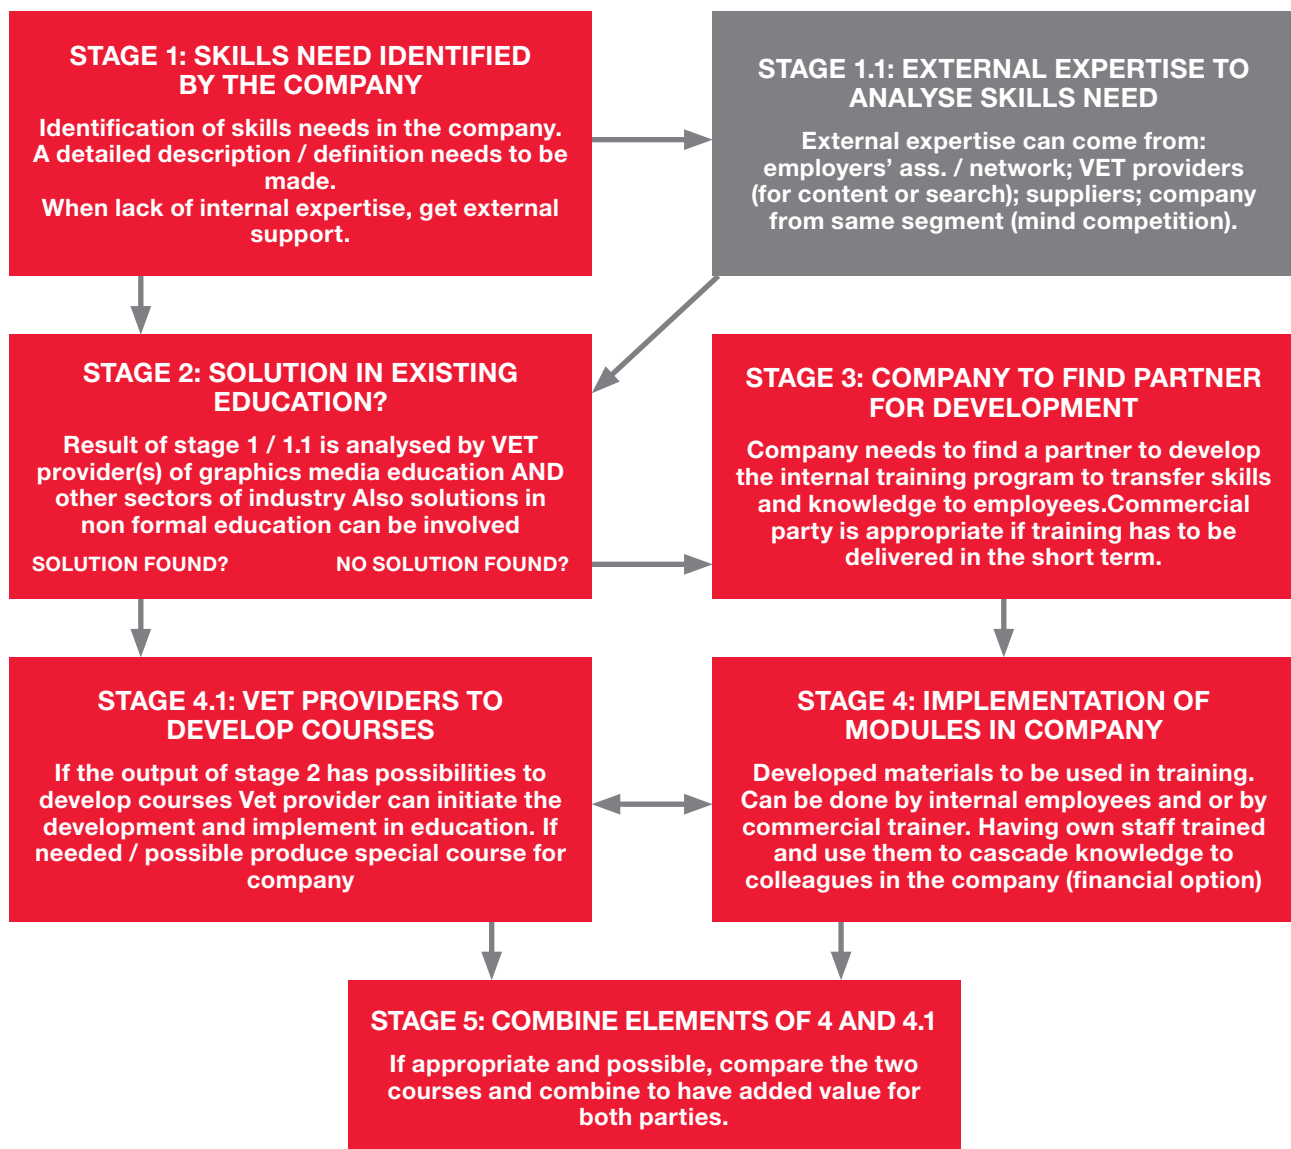 STAGE 1: SKILLS NEED IDENTIFIED
BY THE COMPANY
Identification of skills needs in the company.
A detailed description / definition needs to be
made.
When lack of internal expertise, get external
support.
STAGE 1.1: EXTERNAL EXPERTISE TO
ANALYSE SKILLS NEED
External expertise can come from:
employers’ ass. / network; VET providers
(for content or search); suppliers; company
from same segment (mind competition).
STAGE 2: SOLUTION IN EXISTING
EDUCATION?
Result of stage 1 / 1.1 is analysed by VET
provider(s) of graphics media education AND
other sectors of industry Also solutions in
non formal education can be involved
SOLUTION FOUND? NO SOLUTION FOUND?
STAGE 3: COMPANY TO FIND PARTNER
FOR DEVELOPMENT
Company needs to find a partner to develop
the internal training program to transfer skills
and knowledge to employees.Commercial
party is appropriate if training has to be
delivered in the short term.
STAGE 4.1: VET PROVIDERS TO
DEVELOP COURSES
If the output of stage 2 has possibilities to
develop courses Vet provider can initiate the
development and implement in education. If
needed / possible produce special course for
company
STAGE 4: IMPLEMENTATION OF
MODULES IN COMPANY
Developed materials to be used in training.
Can be done by internal employees and or by
commercial trainer. Having own staff trained
and use them to cascade knowledge to
colleagues in the company (financial option)
STAGE 5: COMBINE ELEMENTS OF 4 AND 4.1
If appropriate and possible, compare the two
courses and combine to have added value for
both parties.